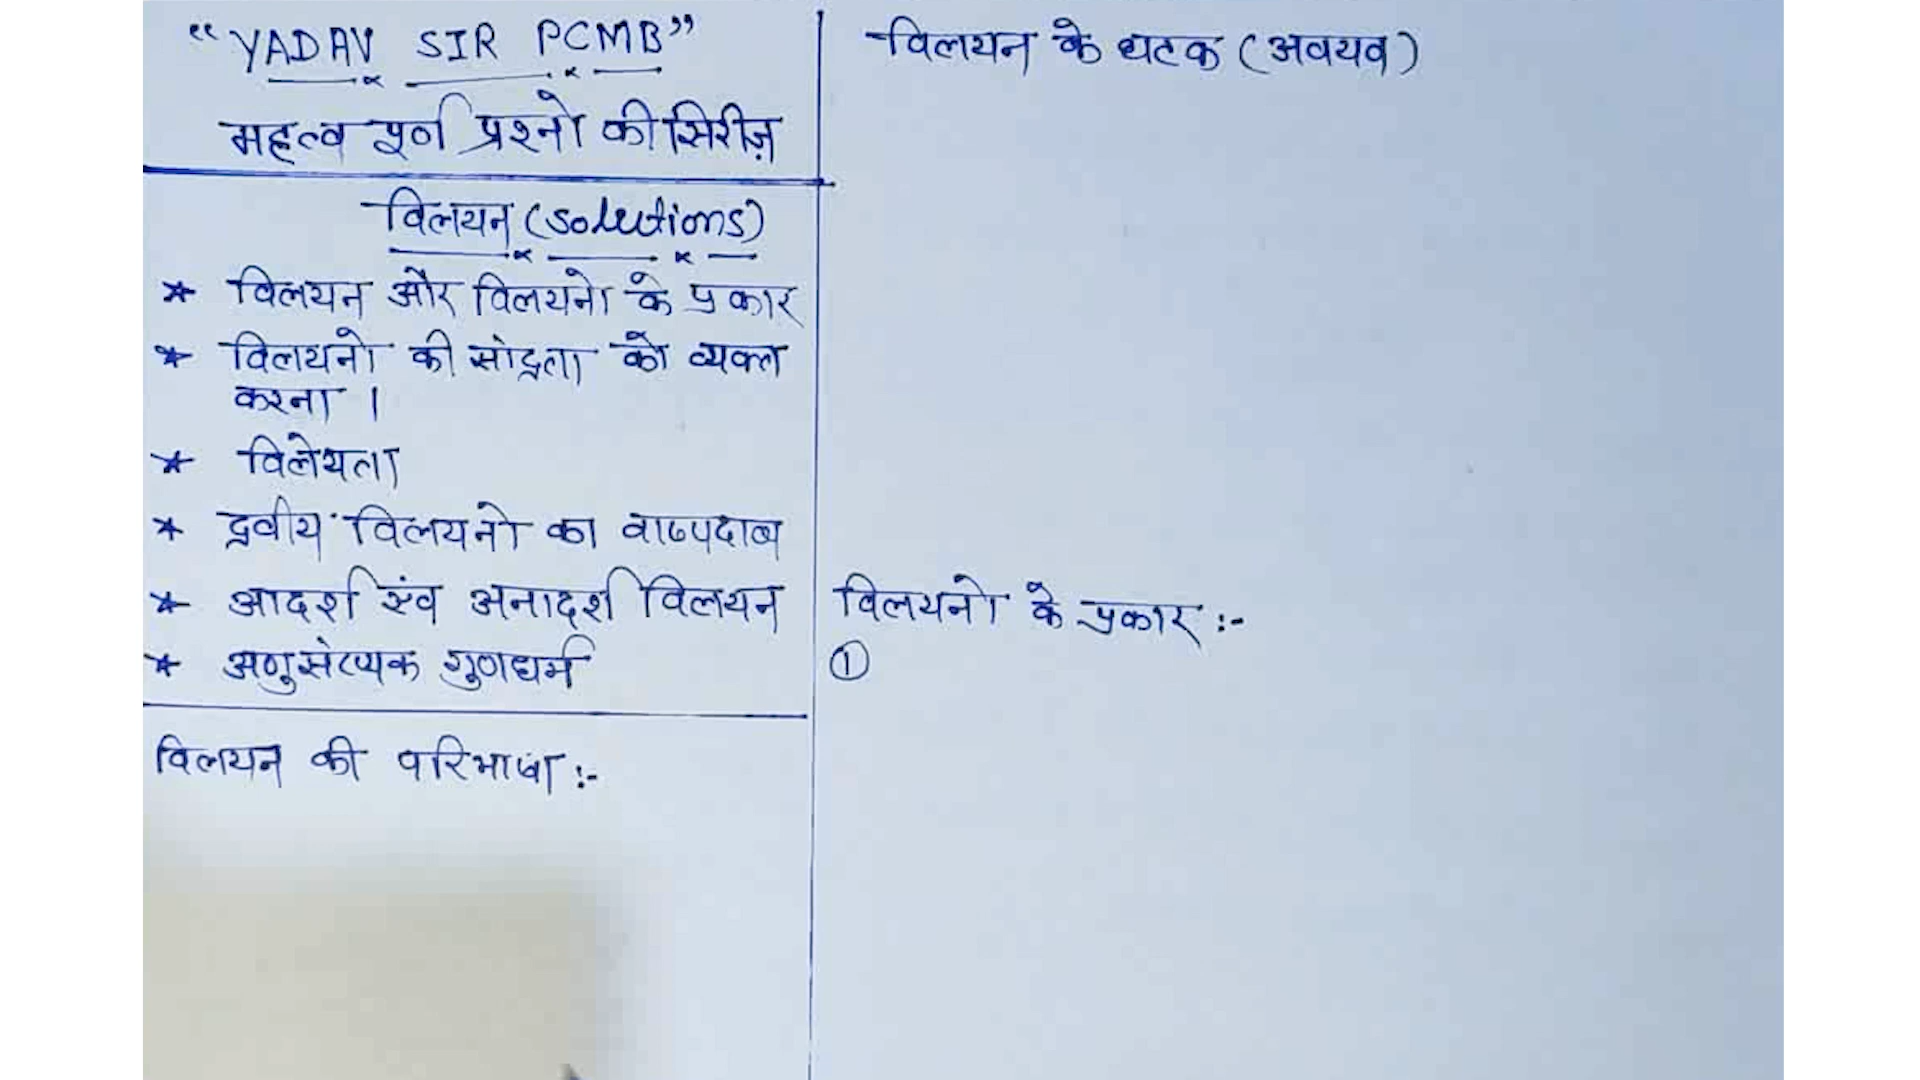 “YADAV SIR PCMB”
महत्व पूर्ण प्रश्नो की सिरीज़
विलयन (solutions)
* विलयन और विलयनो के प्रकार
* विलयनो की सांद्रता को व्यक्त
करना ।
* विलेयता
* द्रवीय विलयनो का वाष्पदाब
* आदर्श एंव अनादर्श विलयन
* अणुसंख्यक गुणधर्म
विलयन की परिभाषा :-
विलयन के घटक (अवयव)
विलयनो के प्रकार :-
①